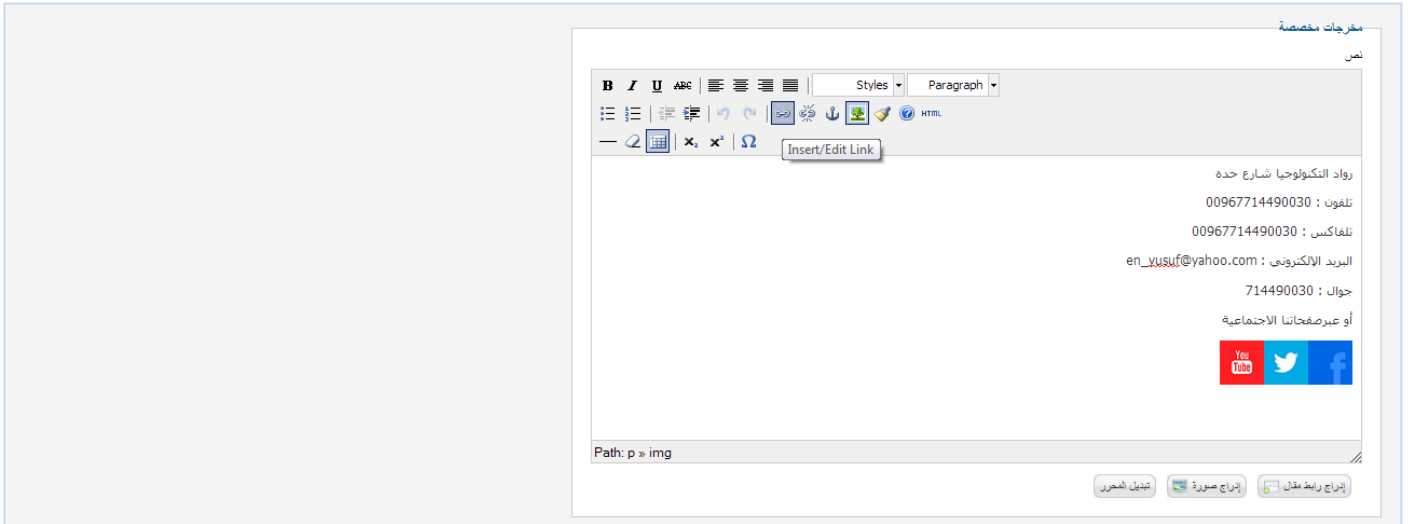 مخرجات مخصصة
نص
B I U ABC Styles Paragraph
HTML
Insert/Edit Link
رواد التكنولوجيا شارع حدة
تلفون : 00967714490030
تلفاكس : 00967714490030
البريد الإلكتروني : en_yusuf@yahoo.com
جوال : 714490030
أو عبرصفحاتنا الاجتماعية
You Tube
Path: p » img
إدراج رابط مقال إدراج صورة تبديل المحرر